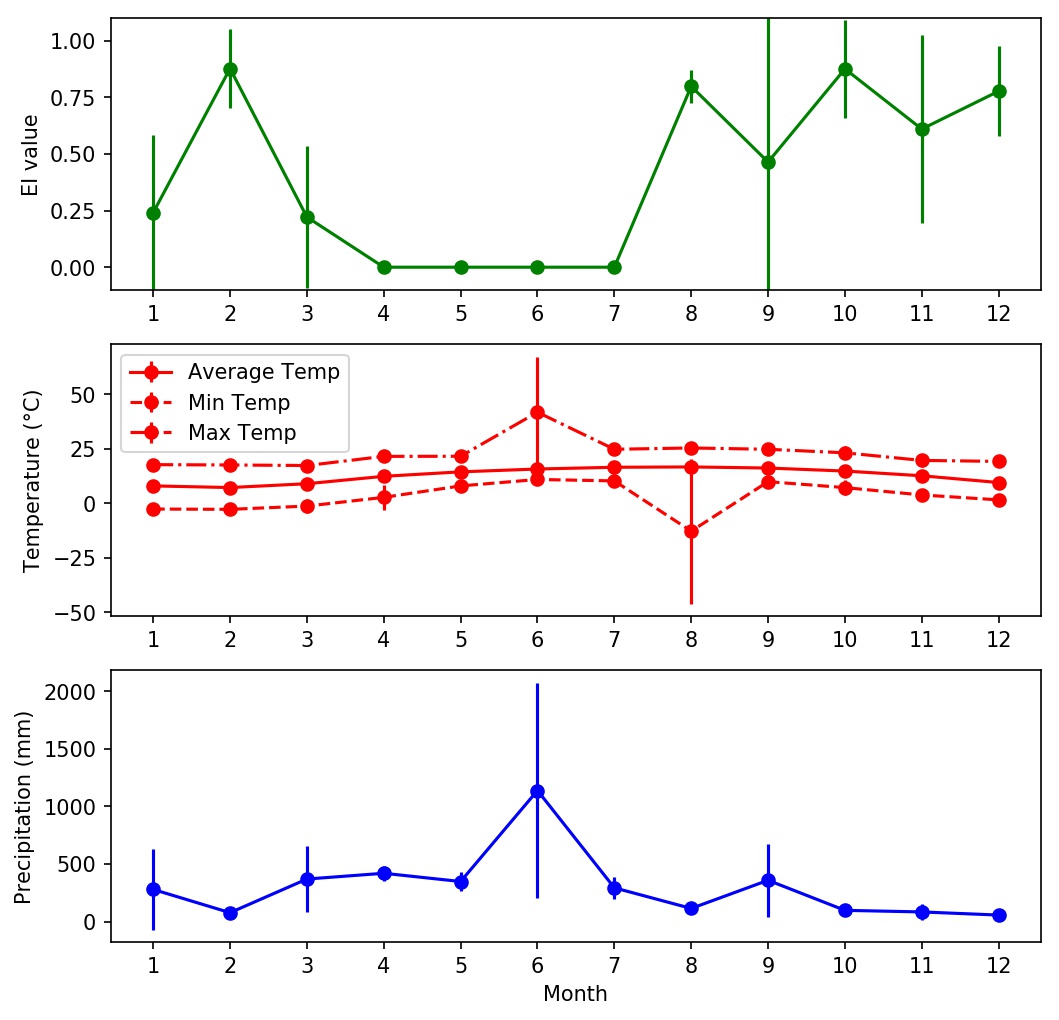 EI value
1.00
0.75
0.50
0.25
0.00
1 2 3 4 5 6 7 8 9 10 11 12
Temperature (°C)
50
25
0
−25
−50
Average Temp
Min Temp
Max Temp
1 2 3 4 5 6 7 8 9 10 11 12
Precipitation (mm)
2000
1500
1000
500
0
1 2 3 4 5 6 7 8 9 10 11 12
Month